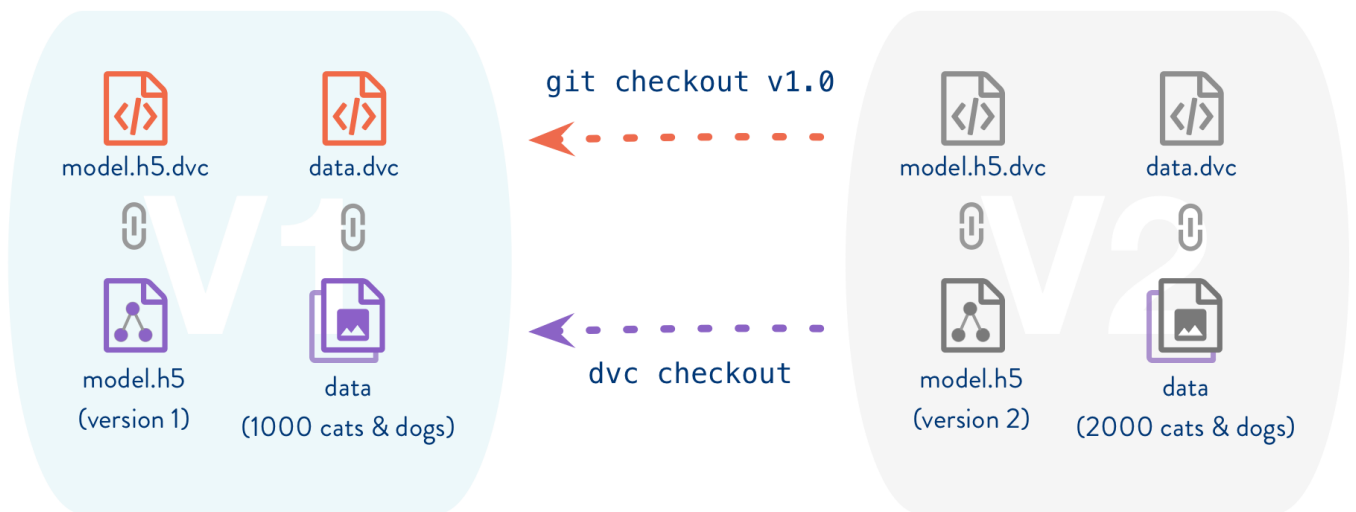 git checkout v1.0
model.h5.dvc
data.dvc
V1
model.h5
(version 1)
data
(1000 cats & dogs)
dvc checkout
model.h5.dvc
data.dvc
V2
model.h5
(version 2)
data
(2000 cats & dogs)